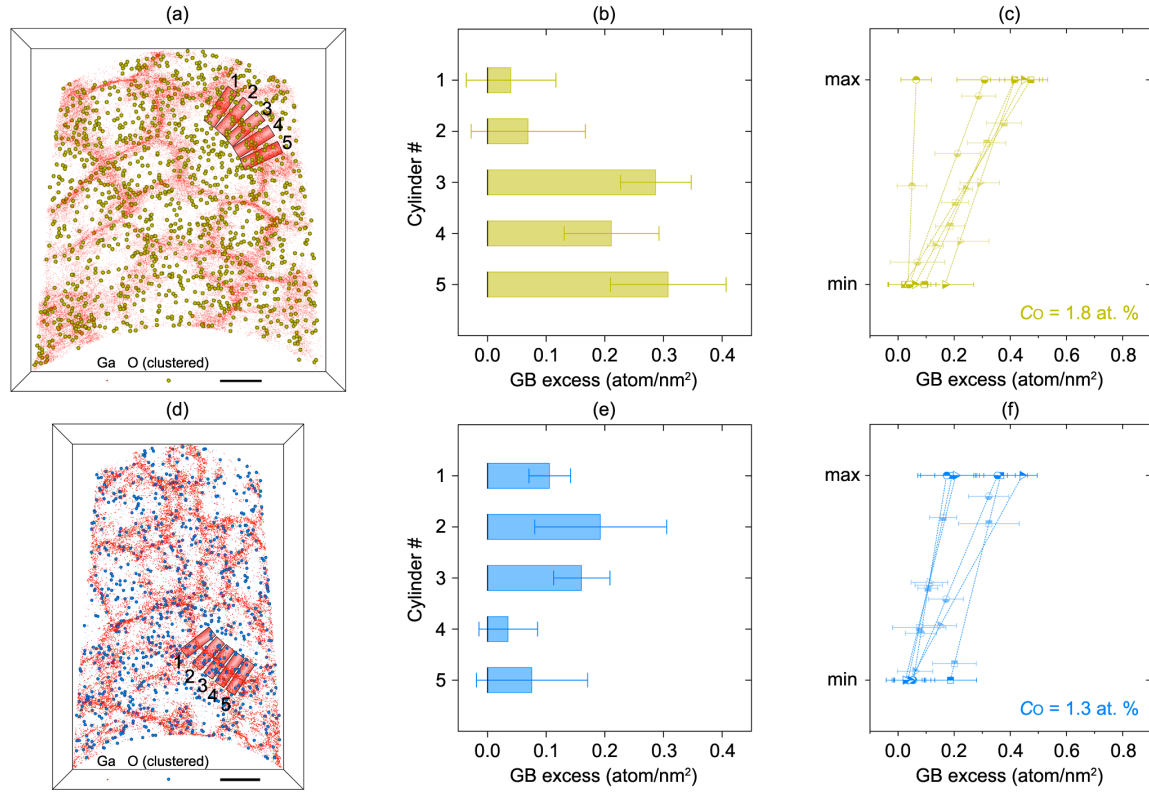 (a)
1
2
3
4
5
Ga O (clustered)
(b)
1
2
3
4
5
Cylinder #
0.0 0.1 0.2 0.3 0.4
GB excess (atom/nm²)
(c)
max
min
Co = 1.8 at. %
0.0 0.2 0.4 0.6 0.8
GB excess (atom/nm²)
(d)
1
2
3
4
5
Ga O (clustered)
(e)
1
2
3
4
5
Cylinder #
0.0 0.1 0.2 0.3 0.4
GB excess (atom/nm²)
(f)
max
min
Co = 1.3 at. %
0.0 0.2 0.4 0.6 0.8
GB excess (atom/nm²)